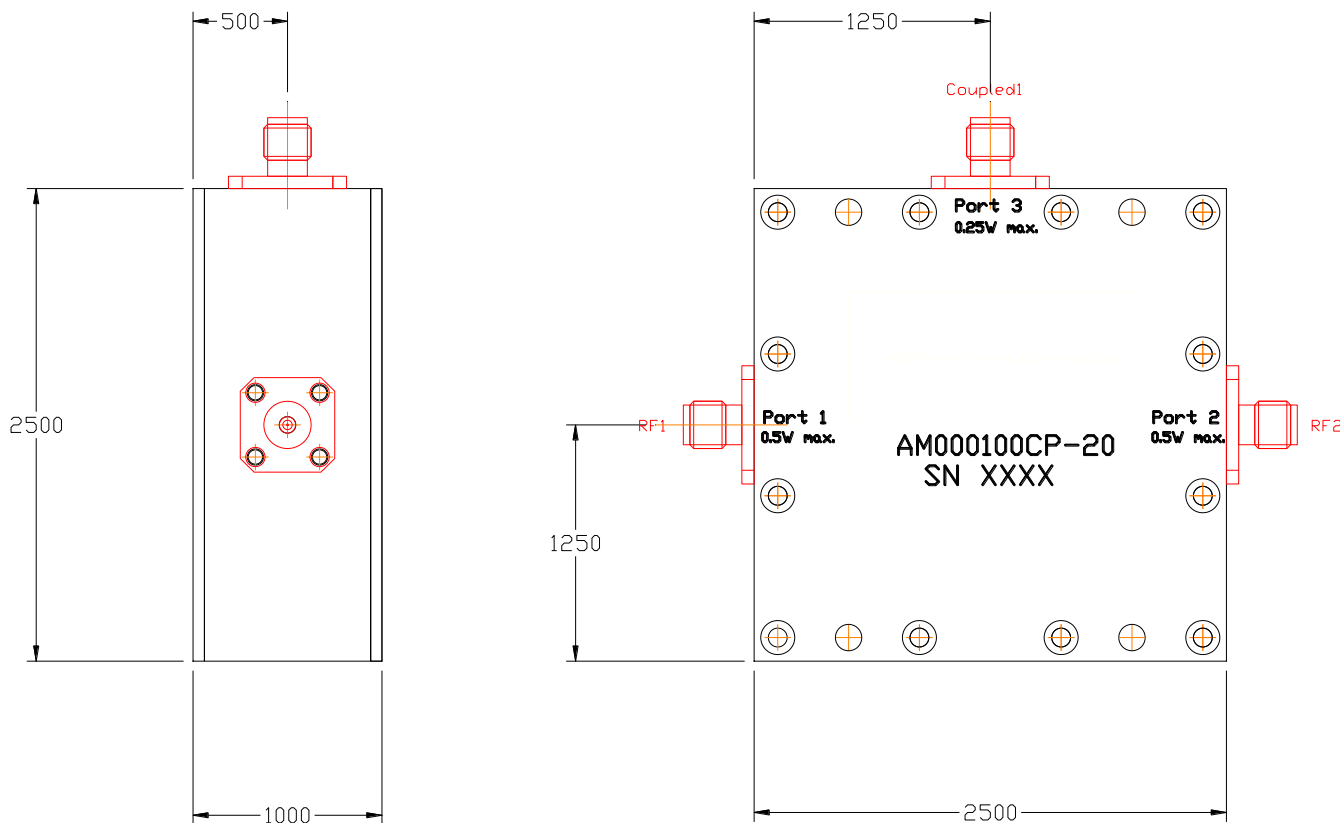 500
1250
Coupled1
Port 3
0.25W max.
2500
RF1
Port 1
0.5W max.
Port 2
0.5W max.
RF2
AM000100CP-20
SN XXXX
1250
1000
2500